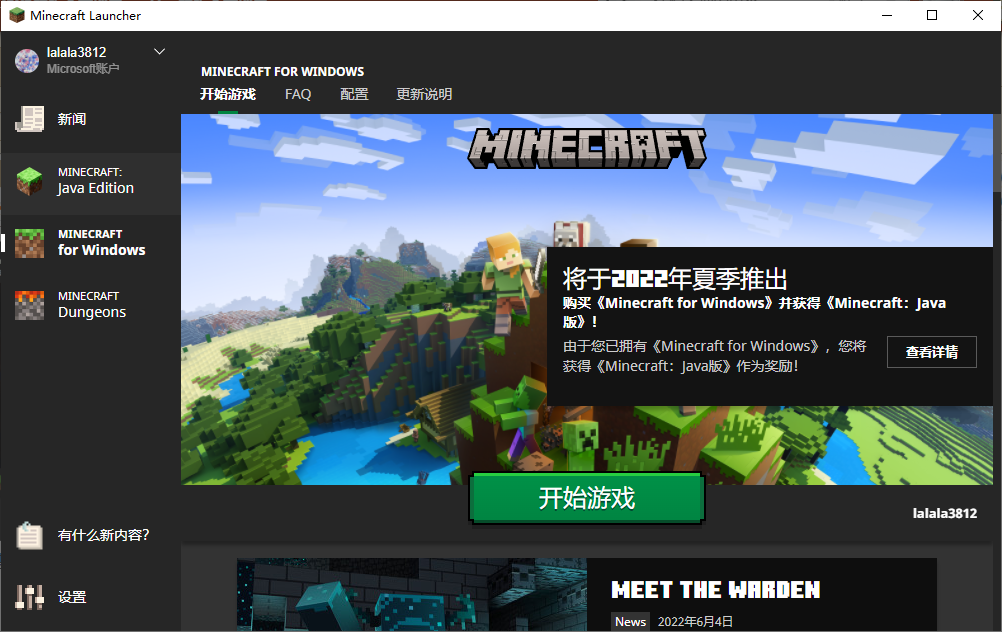 Minecraft Launcher
lalala3812
Microsoft账户
新闻
MINECRAFT:
Java Edition
MINECRAFT
for Windows
MINECRAFT
Dungeons
有什么新内容?
设置
MINECRAFT FOR WINDOWS
开始游戏 FAQ 配置 更新说明
MINECRAFT
将于2022年夏季推出
购买《Minecraft for Windows》并获得《Minecraft：Java
版》！
由于您已拥有《Minecraft for Windows》，您将
获得《Minecraft：Java版》作为奖励！
查看详情
开始游戏
lalala3812
MEET THE WARDEN
News 2022年6月4日